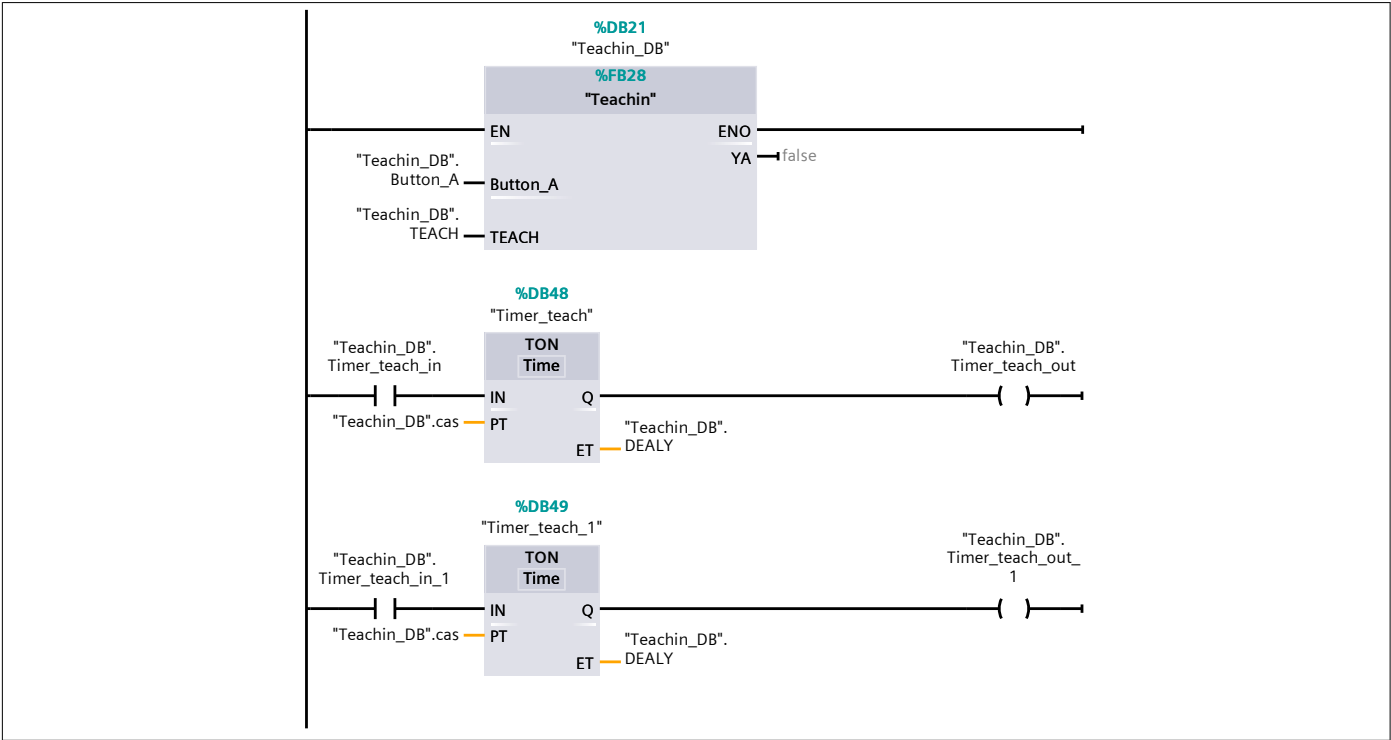 %DB21
"Teachin_DB"
%FB28
"Teachin"
EN
ENO
YA
false
"Teachin_DB".
Button_A
Button_A
"Teachin_DB".
TEACH
TEACH
%DB48
"Timer_teach"
TON
Time
"Teachin_DB".
Timer_teach_in
IN
Q
"Teachin_DB".
Timer_teach_out
"Teachin_DB".cas
PT
ET
"Teachin_DB".
DEALY
%DB49
"Timer_teach_1"
TON
Time
"Teachin_DB".
Timer_teach_in_1
IN
Q
"Teachin_DB".
Timer_teach_out_
1
"Teachin_DB".cas
PT
ET
"Teachin_DB".
DEALY